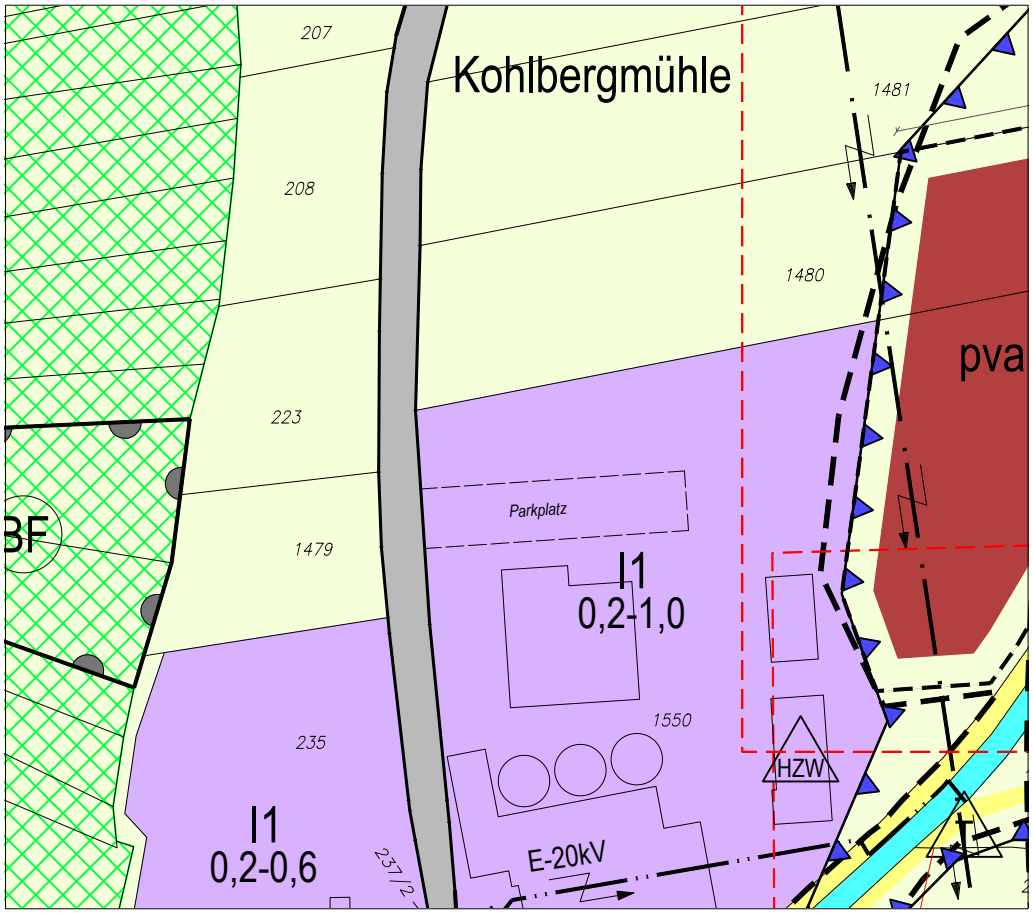 207
Kohlbergmühle
1481
208
1480
pva
223
Parkplatz
BF
1479
I1
0,2-1,0
1550
235
HZW
I1
0,2-0,6
T
E-20kV
237/2
2